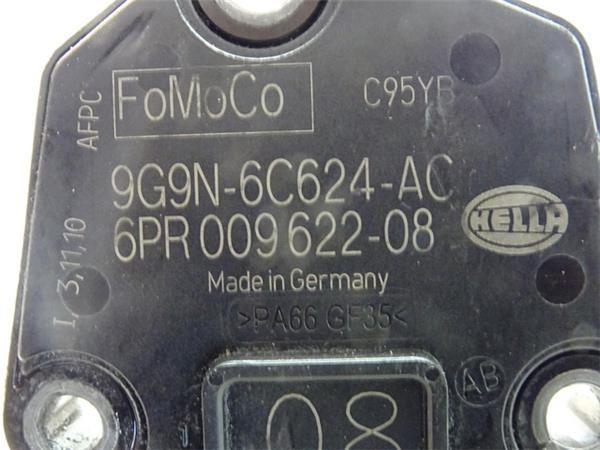 FoMoCo
C95YB
AFPC
9G9N-6C624-AC
6PR 009 622-08
HELLA
I, 3,11,10
Made in Germany
>PA66 GF35<
AB
08